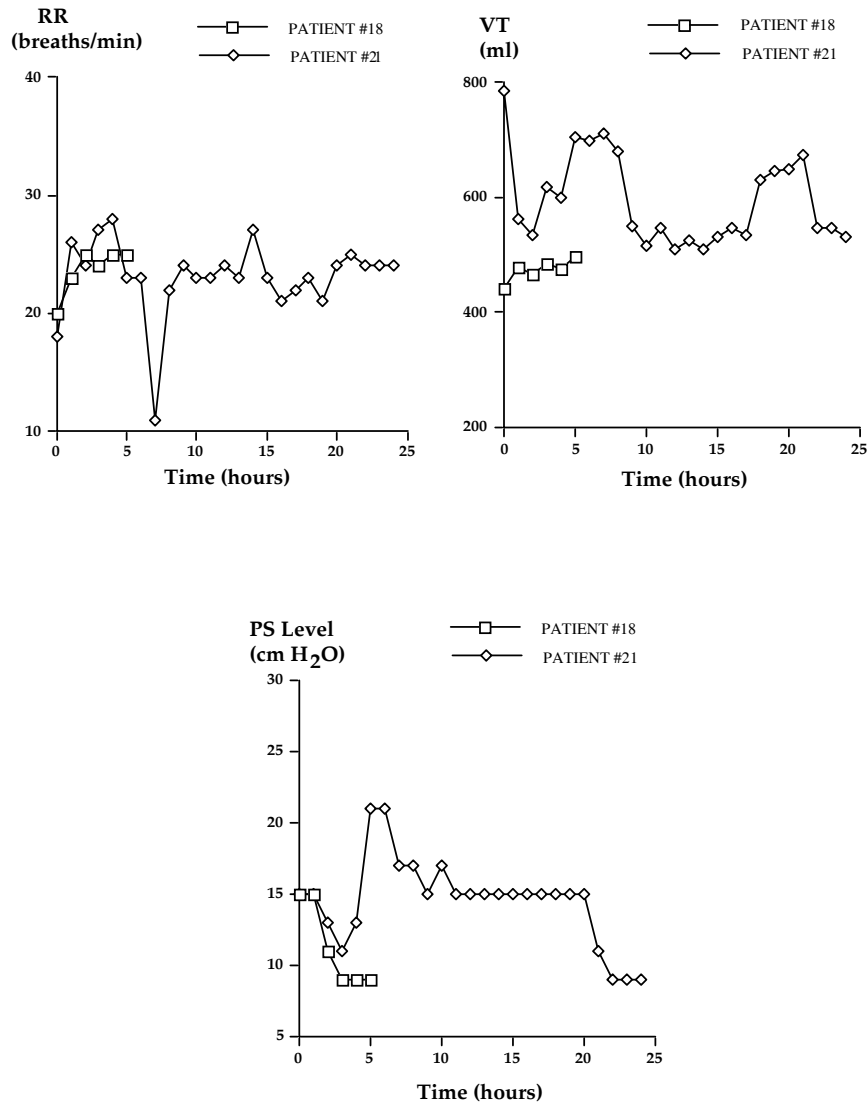 RR
(breaths/min)
PATIENT #18
PATIENT #21
40
30
20
10
0 5 10 15 20 25
Time (hours)
VT
(ml)
PATIENT #18
PATIENT #21
800
600
400
200
0 5 10 15 20 25
Time (hours)
PS Level
(cm H2O)
PATIENT #18
PATIENT #21
30
25
20
15
10
5
0 5 10 15 20 25
Time (hours)